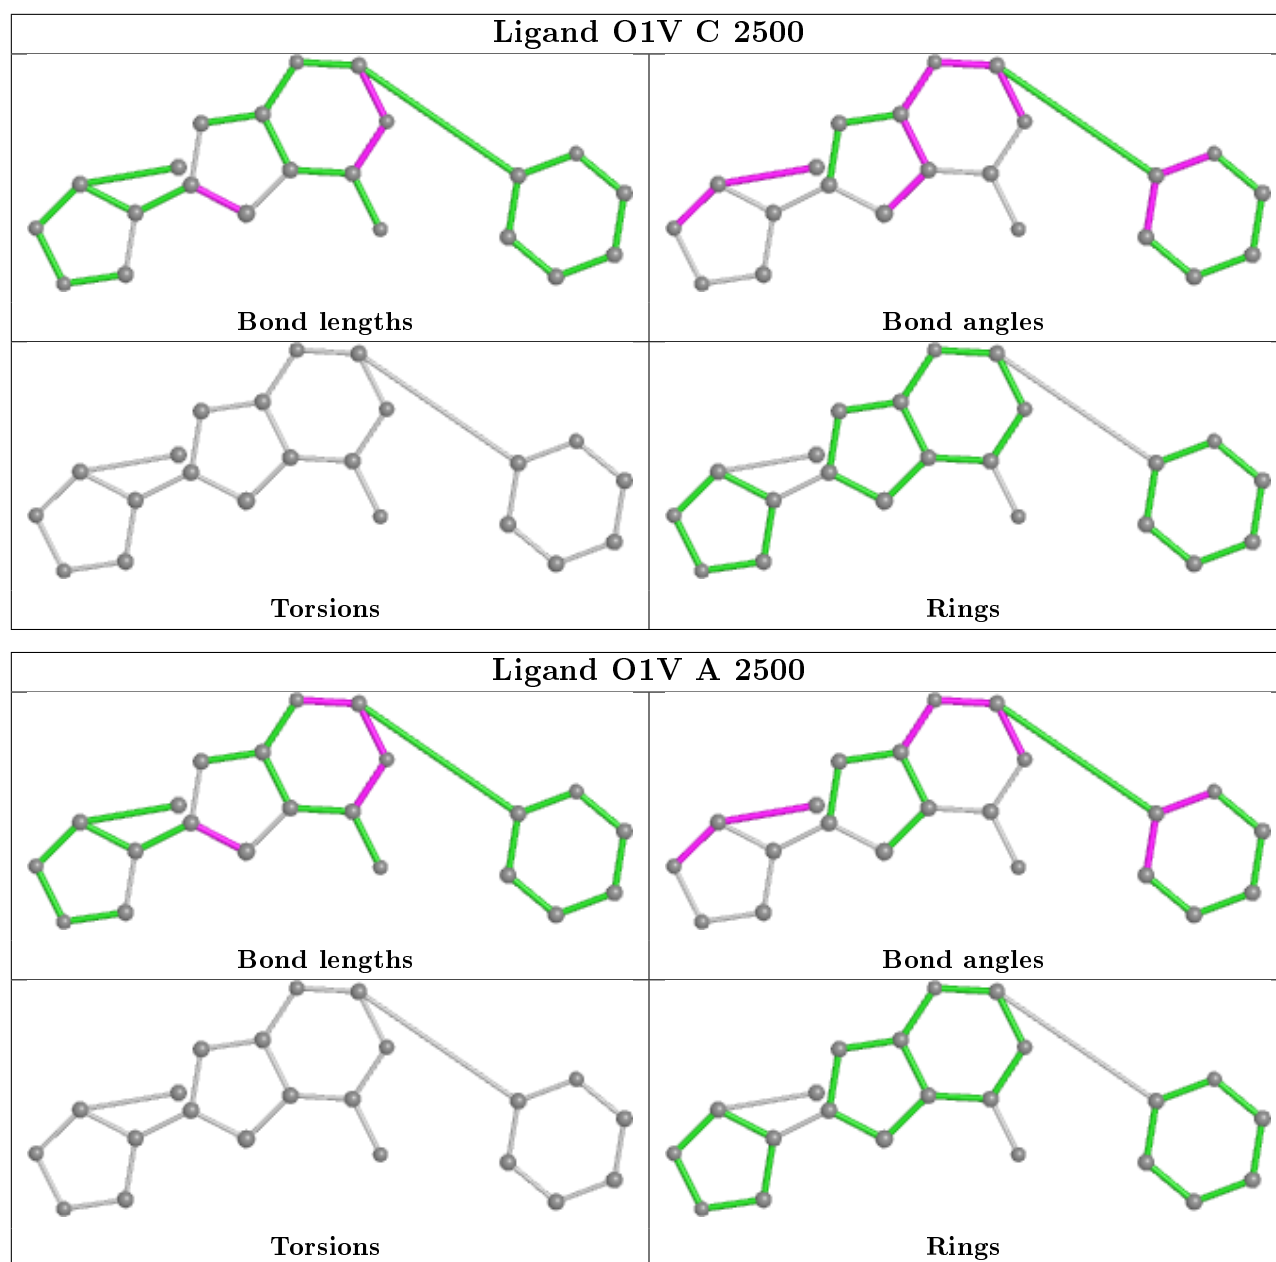 Ligand O1V C 2500
Bond lengths
Bond angles
Torsions
Rings
Ligand O1V A 2500
Bond lengths
Bond angles
Torsions
Rings